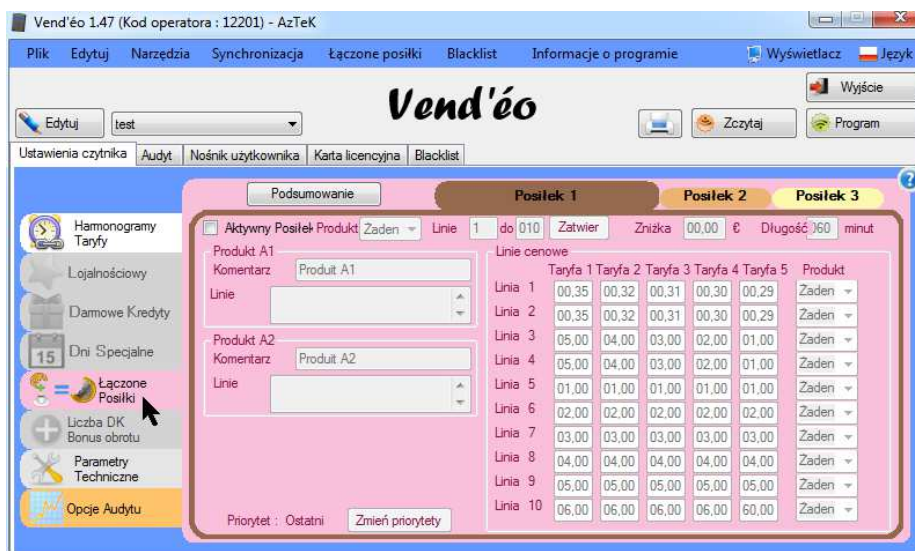 Vend'éo 1.47 (Kod operatora : 12201) - AzTeK
Plik Edytuj Narzędzia Synchronizacja Łączone posiłki Blacklist Informacje o programie Wyświetlacz Język
Vend'éo
Wyjście
Edytuj test Zczytaj Program
Ustawienia czytnika Audyt Nośnik użytkownika Karta licencyjna Blacklist
Podsumowanie Posiłek 1 Posiłek 2 Posiłek 3 ?
Harmonogramy
Taryfy
Lojalnościowy
Darmowe Kredyty
15 Dni Specjalne
Łączone
Posiłki
Liczba DK
Bonus obrotu
Parametry
Techniczne
Opcje Audytu
Aktywny Posiłek Produkt Żaden Linie 1 do 010 Zatwier Zniżka 00,00 € Długość 060 minut
Produkt A1
Komentarz Produit A1
Linie
Produkt A2
Komentarz Produit A2
Linie
Priorytet : Ostatni Zmień priorytety
Linie cenowe
Taryfa 1 Taryfa 2 Taryfa 3 Taryfa 4 Taryfa 5 Produkt
Linia 1 00,35 00,32 00,31 00,30 00,29 Żaden
Linia 2 00,35 00,32 00,31 00,30 00,29 Żaden
Linia 3 05,00 04,00 03,00 02,00 01,00 Żaden
Linia 4 05,00 04,00 03,00 02,00 01,00 Żaden
Linia 5 01,00 01,00 01,00 01,00 01,00 Żaden
Linia 6 02,00 02,00 02,00 02,00 02,00 Żaden
Linia 7 03,00 03,00 03,00 03,00 03,00 Żaden
Linia 8 04,00 04,00 04,00 04,00 04,00 Żaden
Linia 9 05,00 05,00 05,00 05,00 05,00 Żaden
Linia 10 06,00 06,00 06,00 06,00 60,00 Żaden